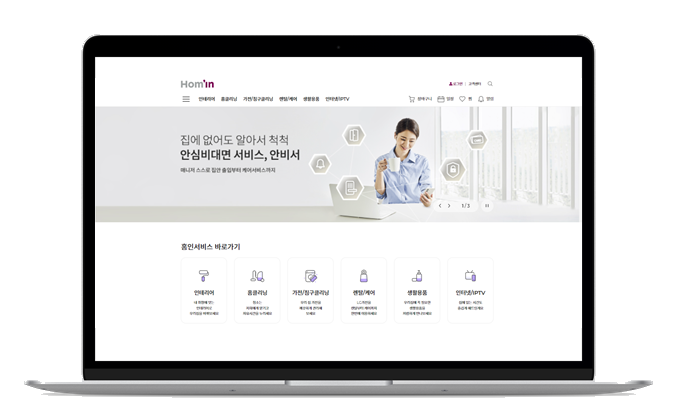 Hom'in
로그인 | 고객센터
인테리어 홈클리닝 가전/침구클리닝 렌탈/케어 생활용품 인터넷/IPTV
장바구니 일정 찜 알림
집에 없어도 알아서 척척
안심비대면 서비스, 안비서
매니저 스스로 집관 출입부터 케어서비스까지
1/3
홈인서비스 바로가기
인테리어
홈클리닝
가전/침구클리닝
렌탈/케어
생활용품
인터넷/IPTV